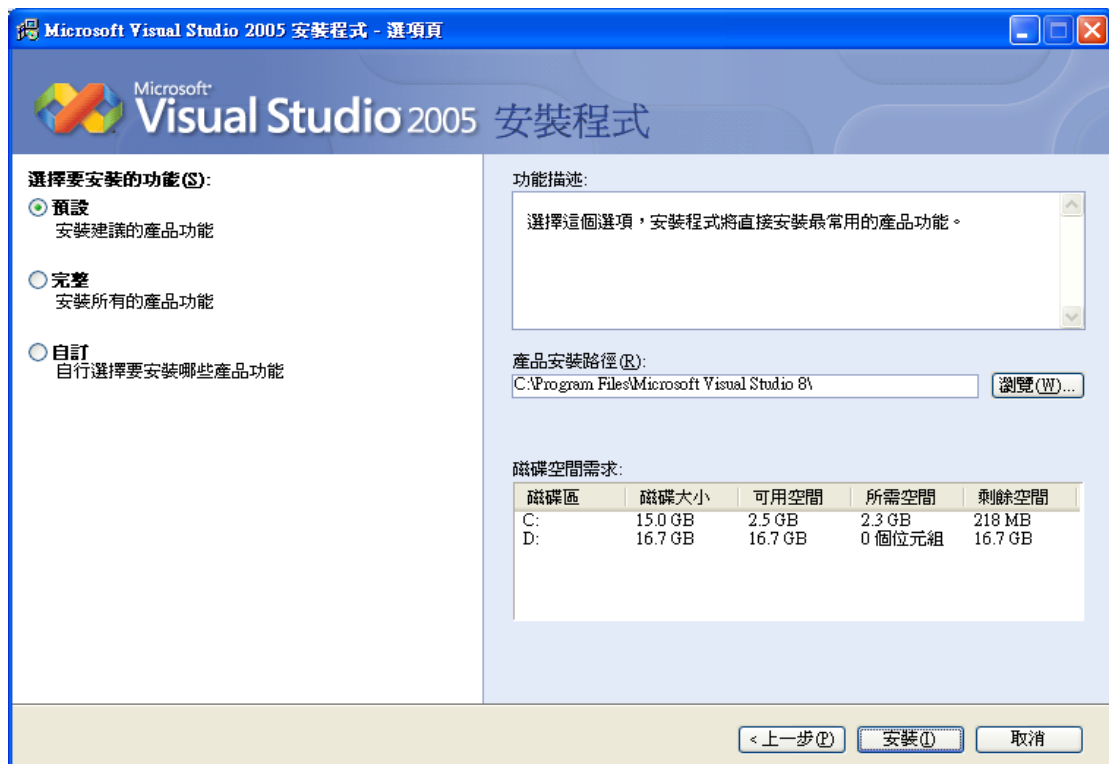 Microsoft Visual Studio 2005 安裝程式 - 選項頁
Microsoft
Visual Studio 2005 安裝程式
選擇要安裝的功能(S):
預設
安裝建議的產品功能
完整
安裝所有的產品功能
自訂
自行選擇要安裝哪些產品功能
功能描述:
選擇這個選項，安裝程式將直接安裝最常用的產品功能。
產品安裝路徑(R):
C:\Program Files\Microsoft Visual Studio 8\
瀏覽(W)...
磁碟空間需求:
磁碟區 磁碟大小 可用空間 所需空間 剩餘空間
C: 15.0 GB 2.5 GB 2.3 GB 218 MB
D: 16.7 GB 16.7 GB 0 個位元組 16.7 GB
<上一步(P) 安裝(I) 取消